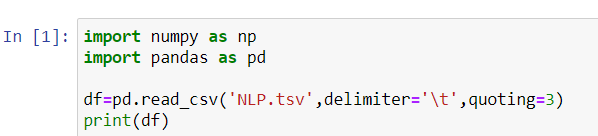 In [1]: import numpy as np
import pandas as pd
df=pd.read_csv('NLP.tsv',delimiter='\t',quoting=3)
print(df)